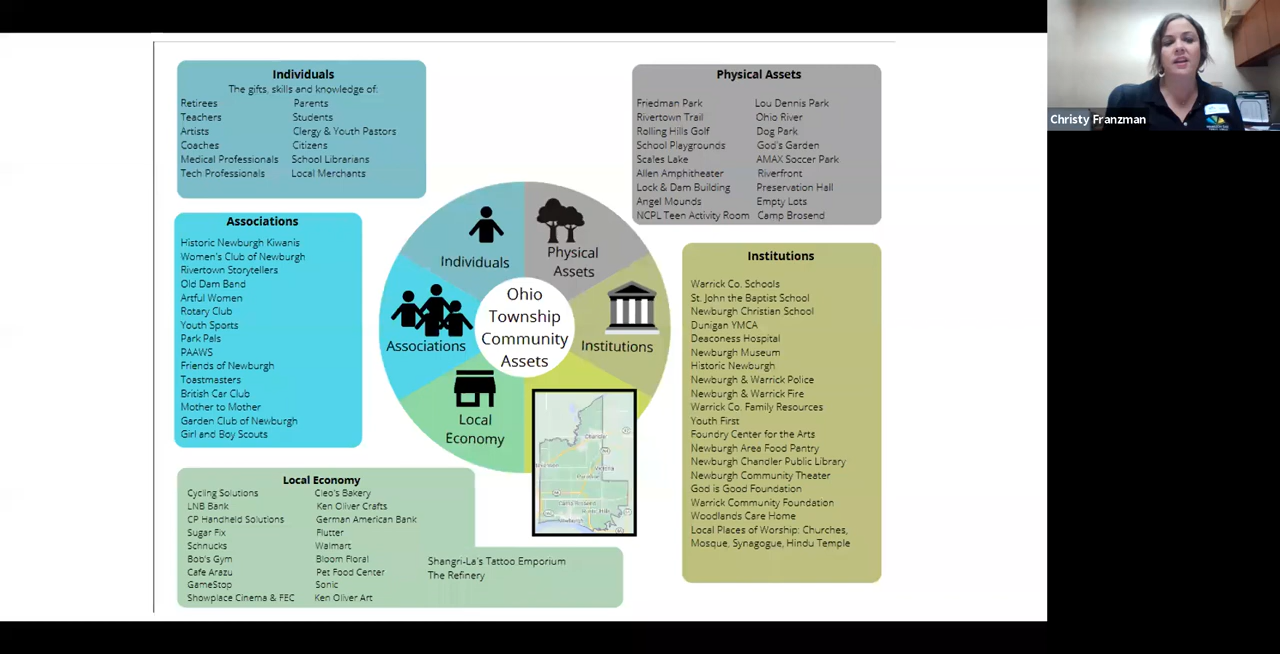 Individuals
The gifts, skills and knowledge of:
Retirees Parents
Teachers Students
Artists Clergy & Youth Pastors
Coaches Citizens
Medical Professionals School Librarians
Tech Professionals Local Merchants
Physical Assets
Friedman Park Lou Dennis Park
Rivertown Trail Ohio River
Rolling Hills Golf Dog Park
School Playgrounds God's Garden
Scales Lake AMAX Soccer Park
Allen Amphitheater Riverfront
Lock & Dam Building Preservation Hall
Angel Mounds Empty Lots
NCPL Teen Activity Room Camp Brosend
Christy Franzman
Associations
Historic Newburgh Kiwanis
Women's Club of Newburgh
Rivertown Storytellers
Old Dam Band
Artful Women
Rotary Club
Youth Sports
Park Pals
PAAWS
Friends of Newburgh
Toastmasters
British Car Club
Mother to Mother
Garden Club of Newburgh
Girl and Boy Scouts
Individuals
Physical
Assets
Associations
Ohio
Township
Community
Assets
Institutions
Local
Economy
Chandler
Institutions
Warrick Co. Schools
St. John the Baptist School
Newburgh Christian School
Dunigan YMCA
Deaconess Hospital
Newburgh Museum
Historic Newburgh
Newburgh & Warrick Police
Newburgh & Warrick Fire
Warrick Co. Family Resources
Youth First
Foundry Center for the Arts
Newburgh Area Food Pantry
Newburgh Chandler Public Library
Newburgh Community Theater
God is Good Foundation
Warrick Community Foundation
Woodlands Care Home
Local Places of Worship: Churches,
Mosque, Synagogue, Hindu Temple
Local Economy
Cycling Solutions Cleo's Bakery
LNB Bank Ken Oliver Crafts
CP Handheld Solutions German American Bank
Sugar Fix Flutter
Schnucks Walmart
Bob's Gym Bloom Floral
Cafe Arazu Pet Food Center
GameStop Sonic
Showplace Cinema & FEC Ken Oliver Art
Shangri-La's Tattoo Emporium
The Refinery